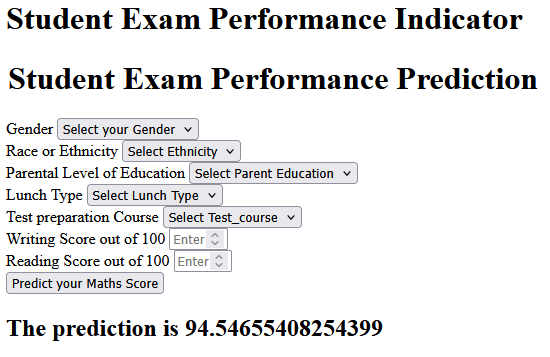 Student Exam Performance Indicator
Student Exam Performance Prediction
Gender Select your Gender
Race or Ethnicity Select Ethnicity
Parental Level of Education Select Parent Education
Lunch Type Select Lunch Type
Test preparation Course Select Test_course
Writing Score out of 100 Enter
Reading Score out of 100 Enter
Predict your Maths Score
The prediction is 94.54655408254399